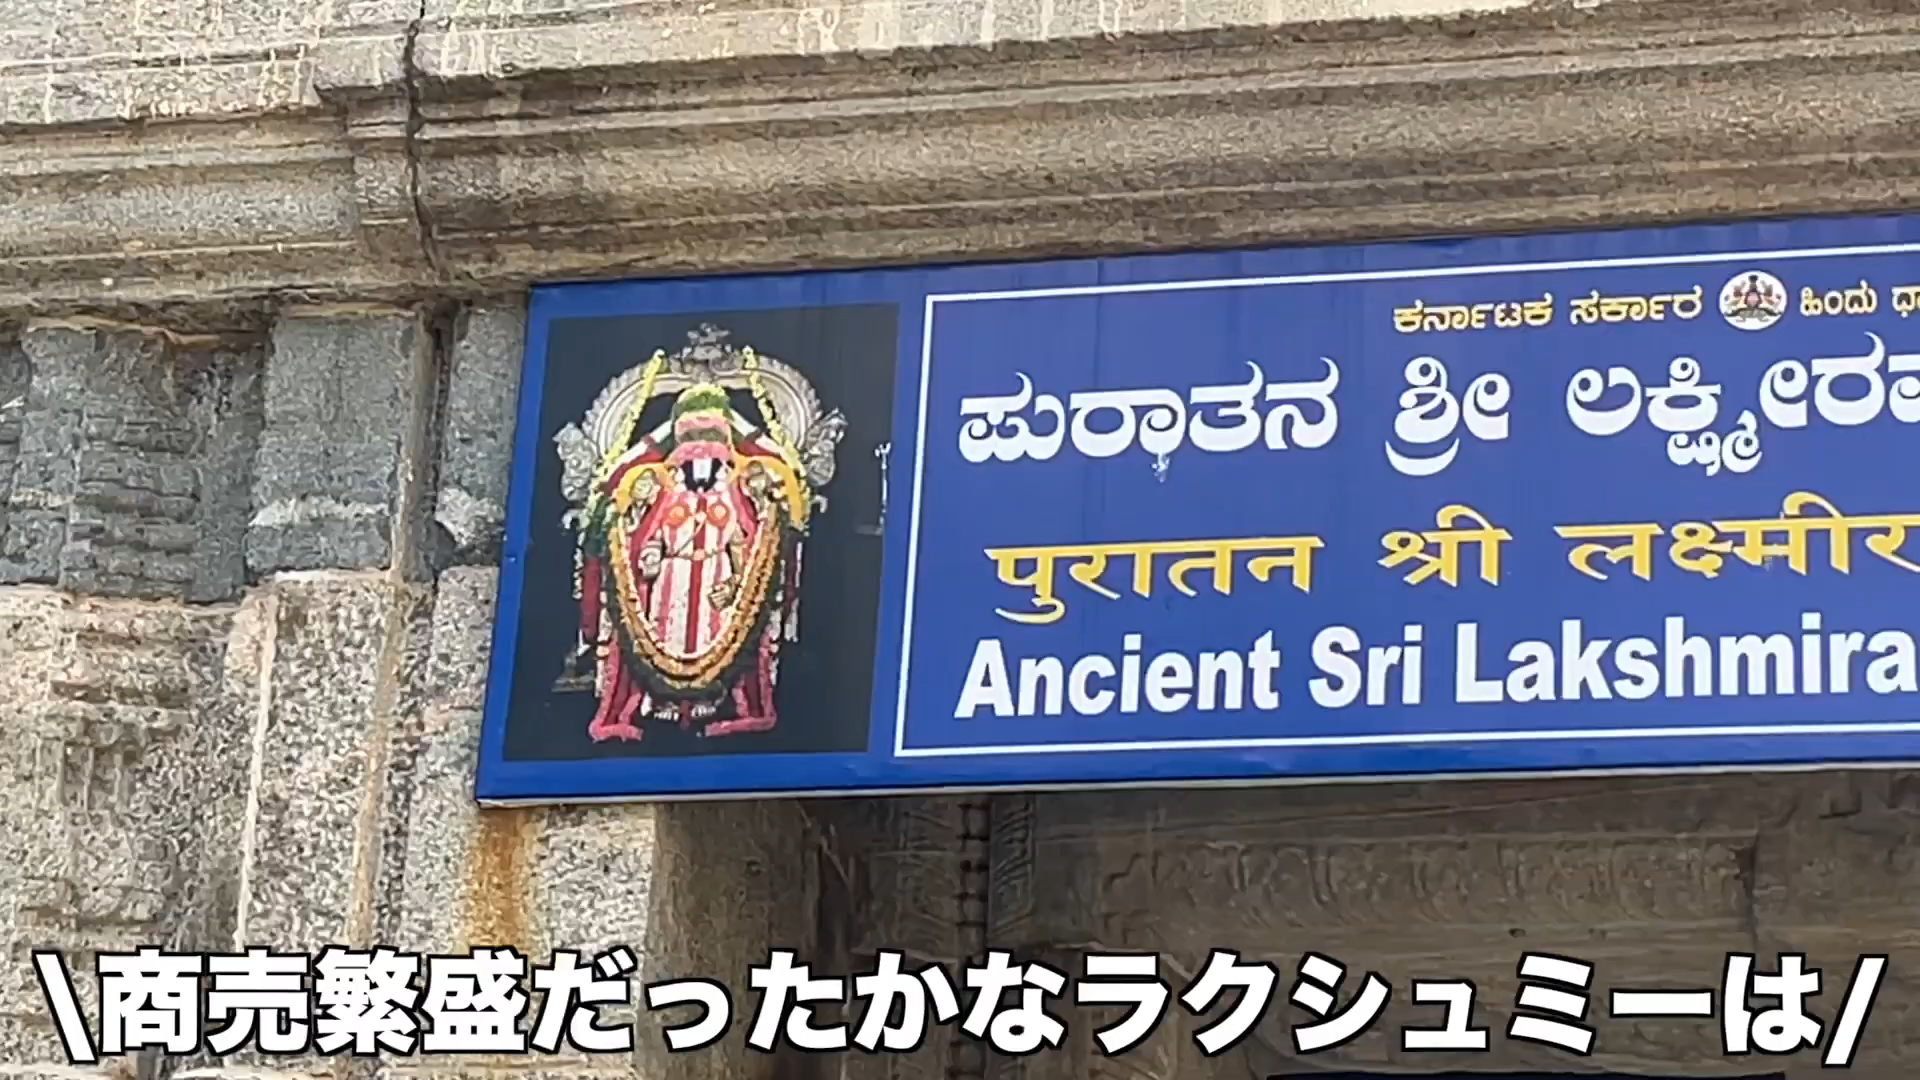 ಕರ್ನಾಟಕ ಸರ್ಕಾರ ಹಿಂದು
ಪುರಾತನ ಶ್ರೀ ಲಕ್ಷ್ಮೀರ
पुरातन श्री लक्ष्मीर
Ancient Sri Lakshmira
\商売繁盛だったかなラクシュミーは/